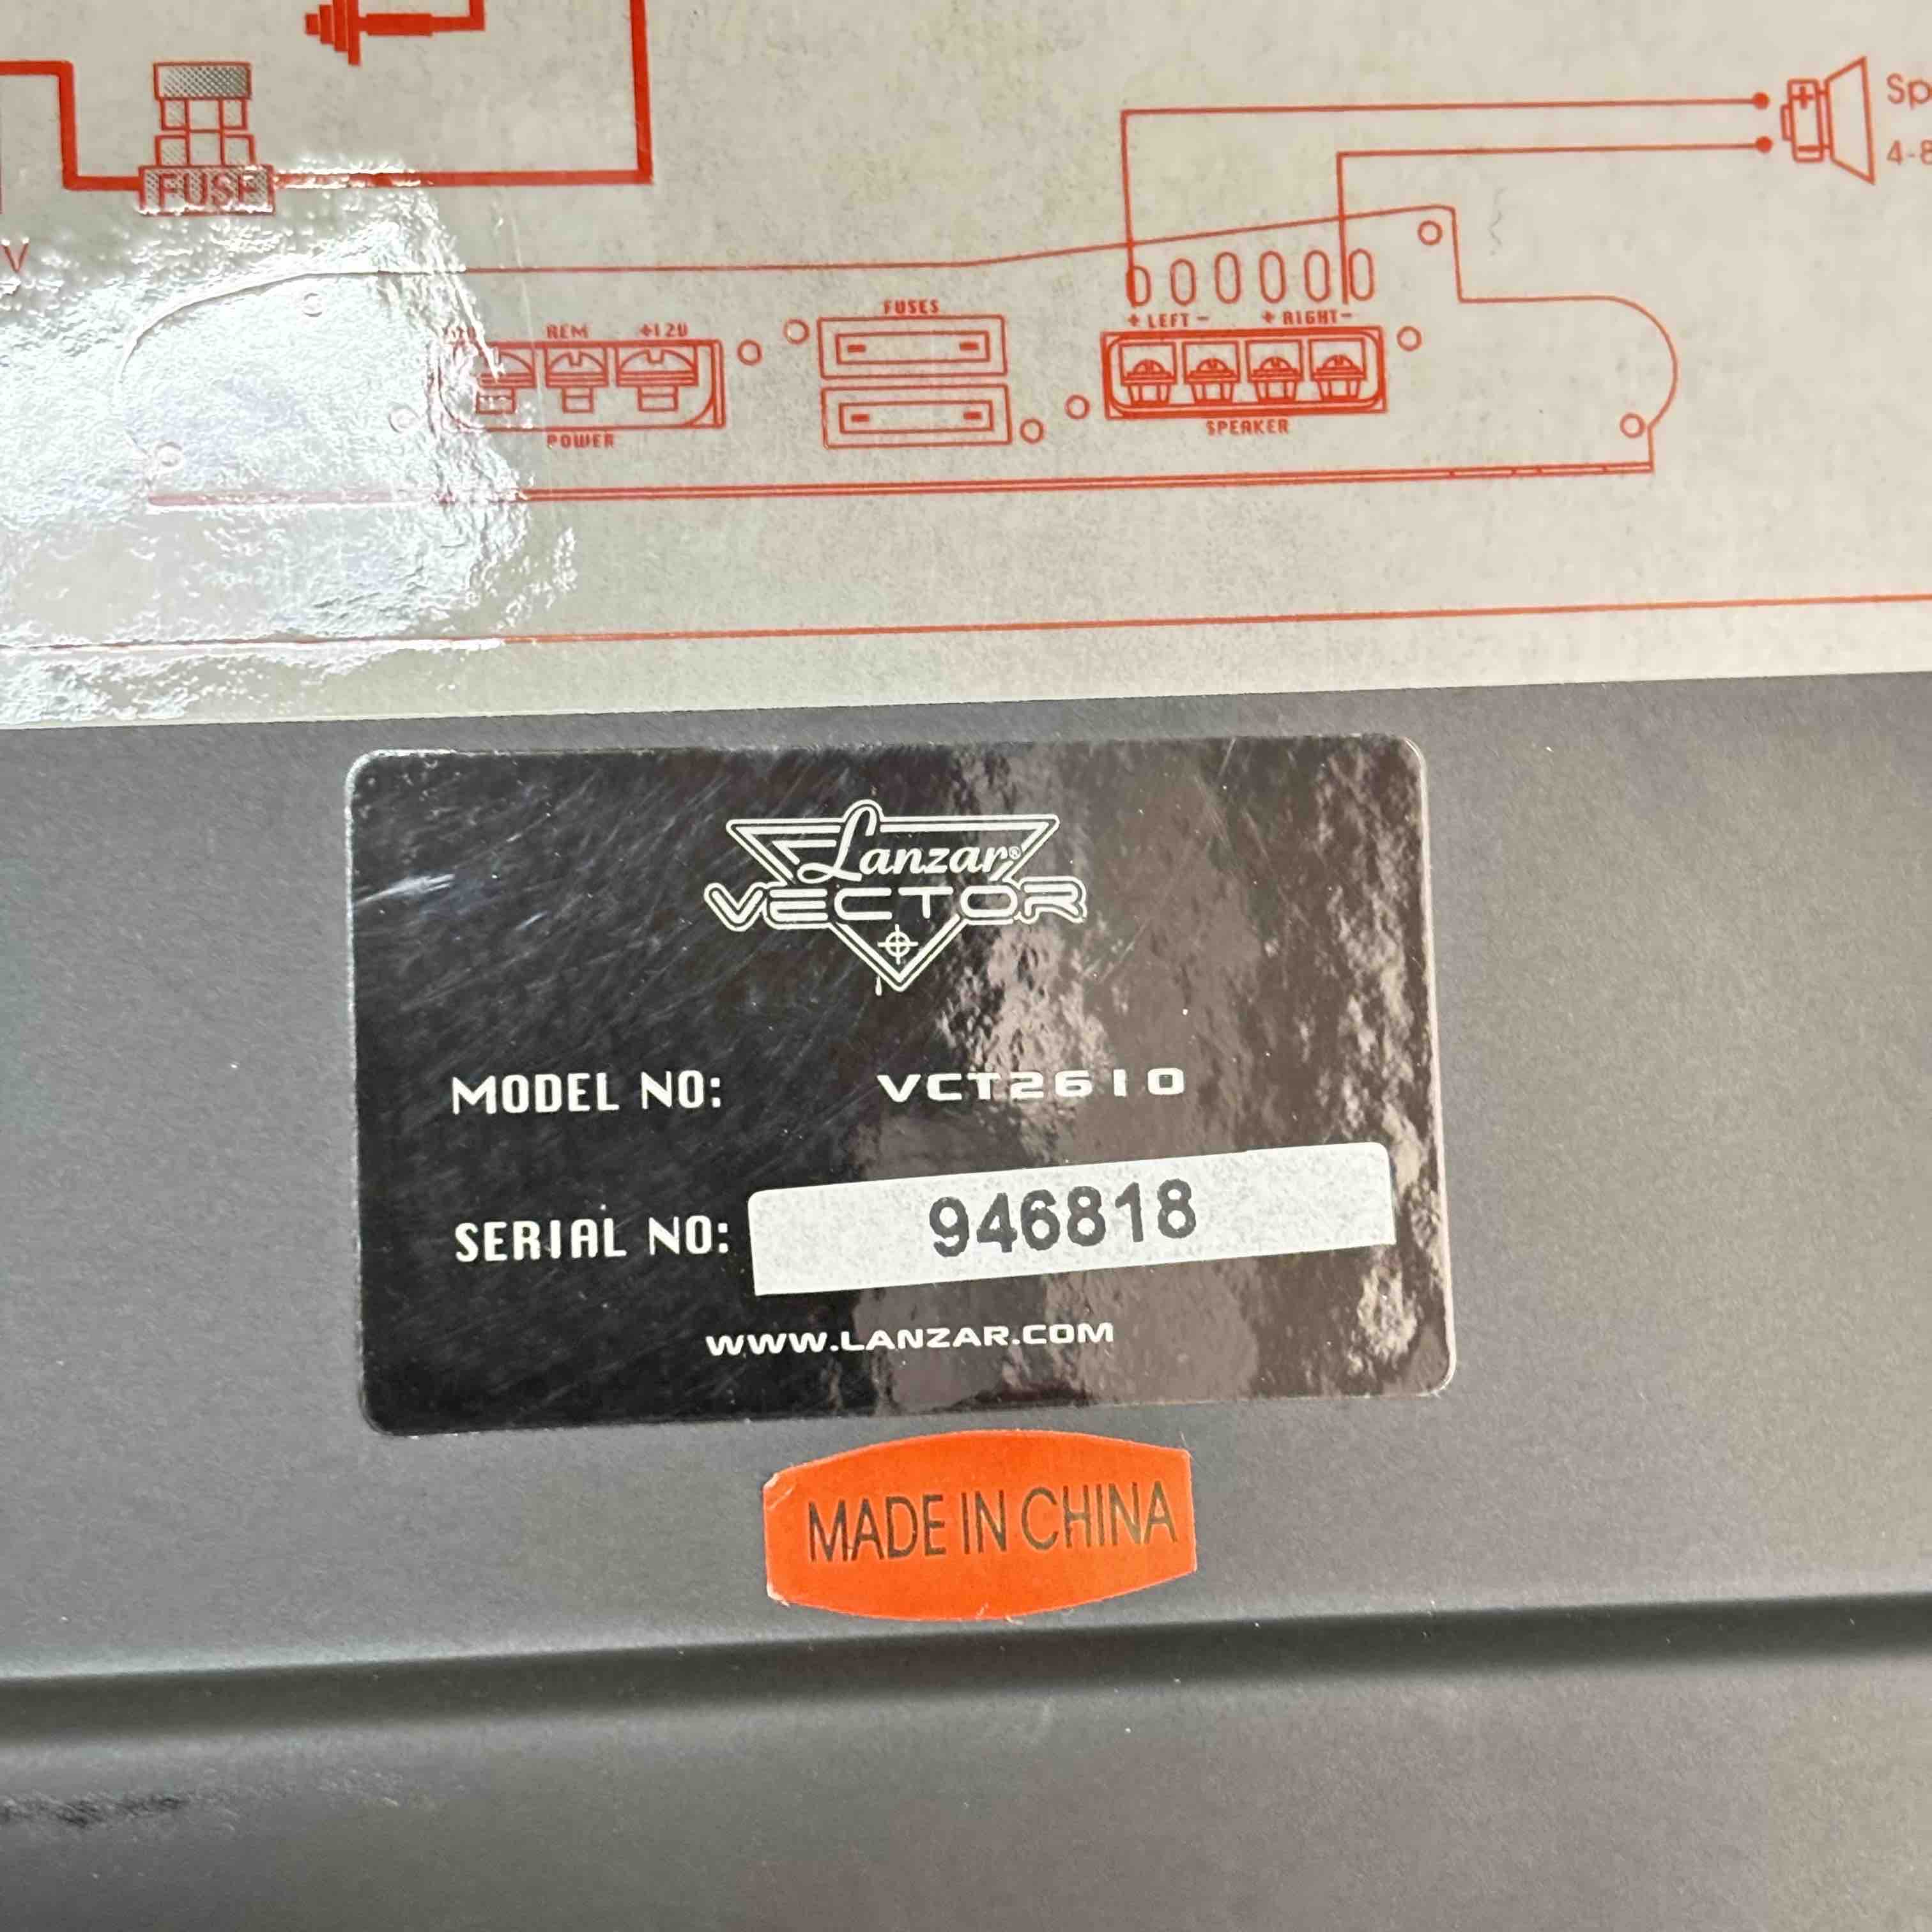 FUSE
V
Sp
4-8
FUSES
+ LEFT - + RIGHT-
REM +12V
POWER
SPEAKER
Lanzar®
VECTOR
MODEL NO: VCT2610
SERIAL NO: 946818
WWW.LANZAR.COM
MADE IN CHINA